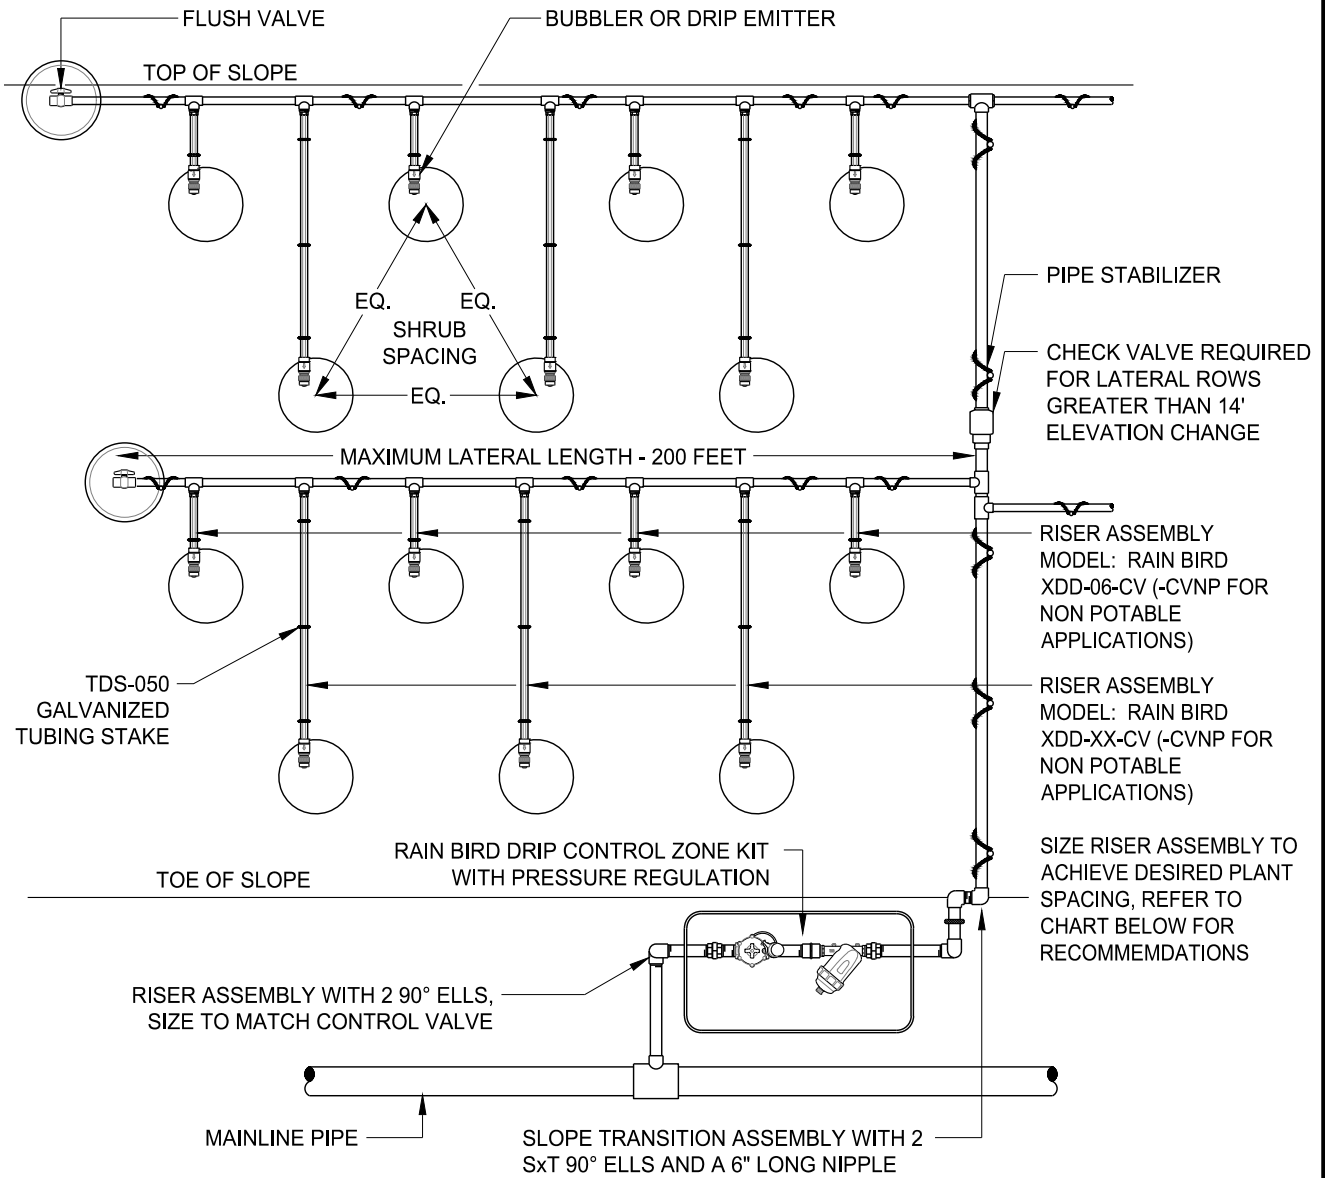 FLUSH VALVE
BUBBLER OR DRIP EMITTER
TOP OF SLOPE
PIPE STABILIZER
EQ.
EQ.
SHRUB
SPACING
EQ.
CHECK VALVE REQUIRED
FOR LATERAL ROWS
GREATER THAN 14'
ELEVATION CHANGE
MAXIMUM LATERAL LENGTH - 200 FEET
RISER ASSEMBLY
MODEL: RAIN BIRD
XDD-06-CV (-CVNP FOR
NON POTABLE
APPLICATIONS)
TDS-050
GALVANIZED
TUBING STAKE
RISER ASSEMBLY
MODEL: RAIN BIRD
XDD-XX-CV (-CVNP FOR
NON POTABLE
APPLICATIONS)
RAIN BIRD DRIP CONTROL ZONE KIT
WITH PRESSURE REGULATION
TOE OF SLOPE
SIZE RISER ASSEMBLY TO
ACHIEVE DESIRED PLANT
SPACING, REFER TO
CHART BELOW FOR
RECOMMEMDATIONS
RISER ASSEMBLY WITH 2 90° ELLS,
SIZE TO MATCH CONTROL VALVE
MAINLINE PIPE
SLOPE TRANSITION ASSEMBLY WITH 2
SxT 90° ELLS AND A 6" LONG NIPPLE